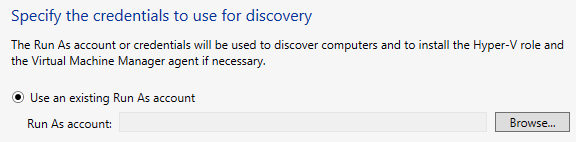 Specify the credentials to use for discovery
The Run As account or credentials will be used to discover computers and to install the Hyper-V role and
the Virtual Machine Manager agent if necessary.
Use an existing Run As account
Run As account: Browse...